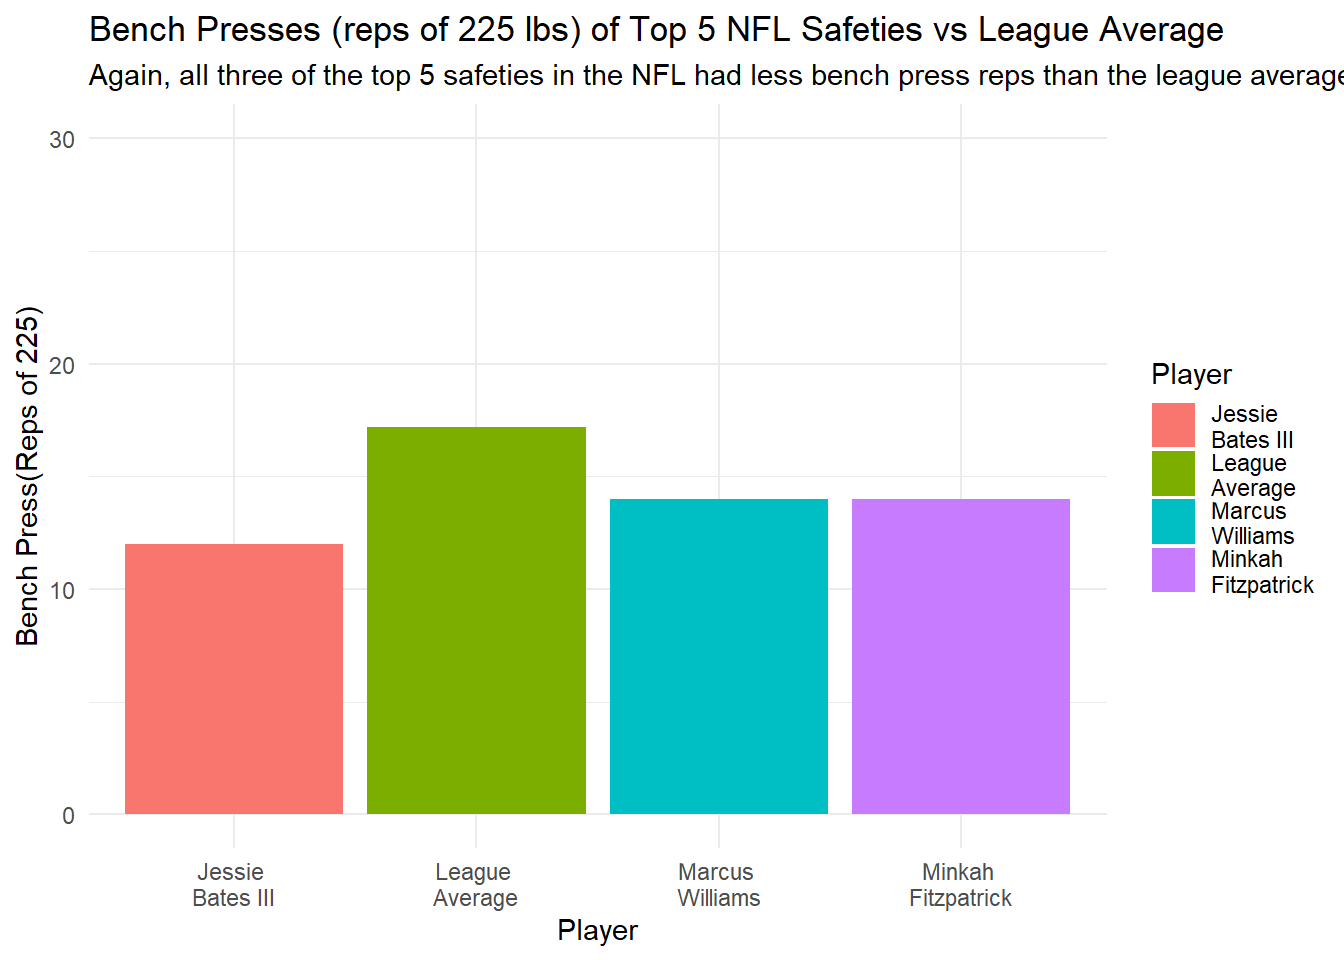 Bench Presses (reps of 225 lbs) of Top 5 NFL Safeties vs League Average
Again, all three of the top 5 safeties in the NFL had less bench press reps than the league average
30
20
10
0
Bench Press(Reps of 225)
Jessie
Bates III
League
Average
Marcus
Williams
Minkah
Fitzpatrick
Player
Player
Jessie
Bates III
League
Average
Marcus
Williams
Minkah
Fitzpatrick